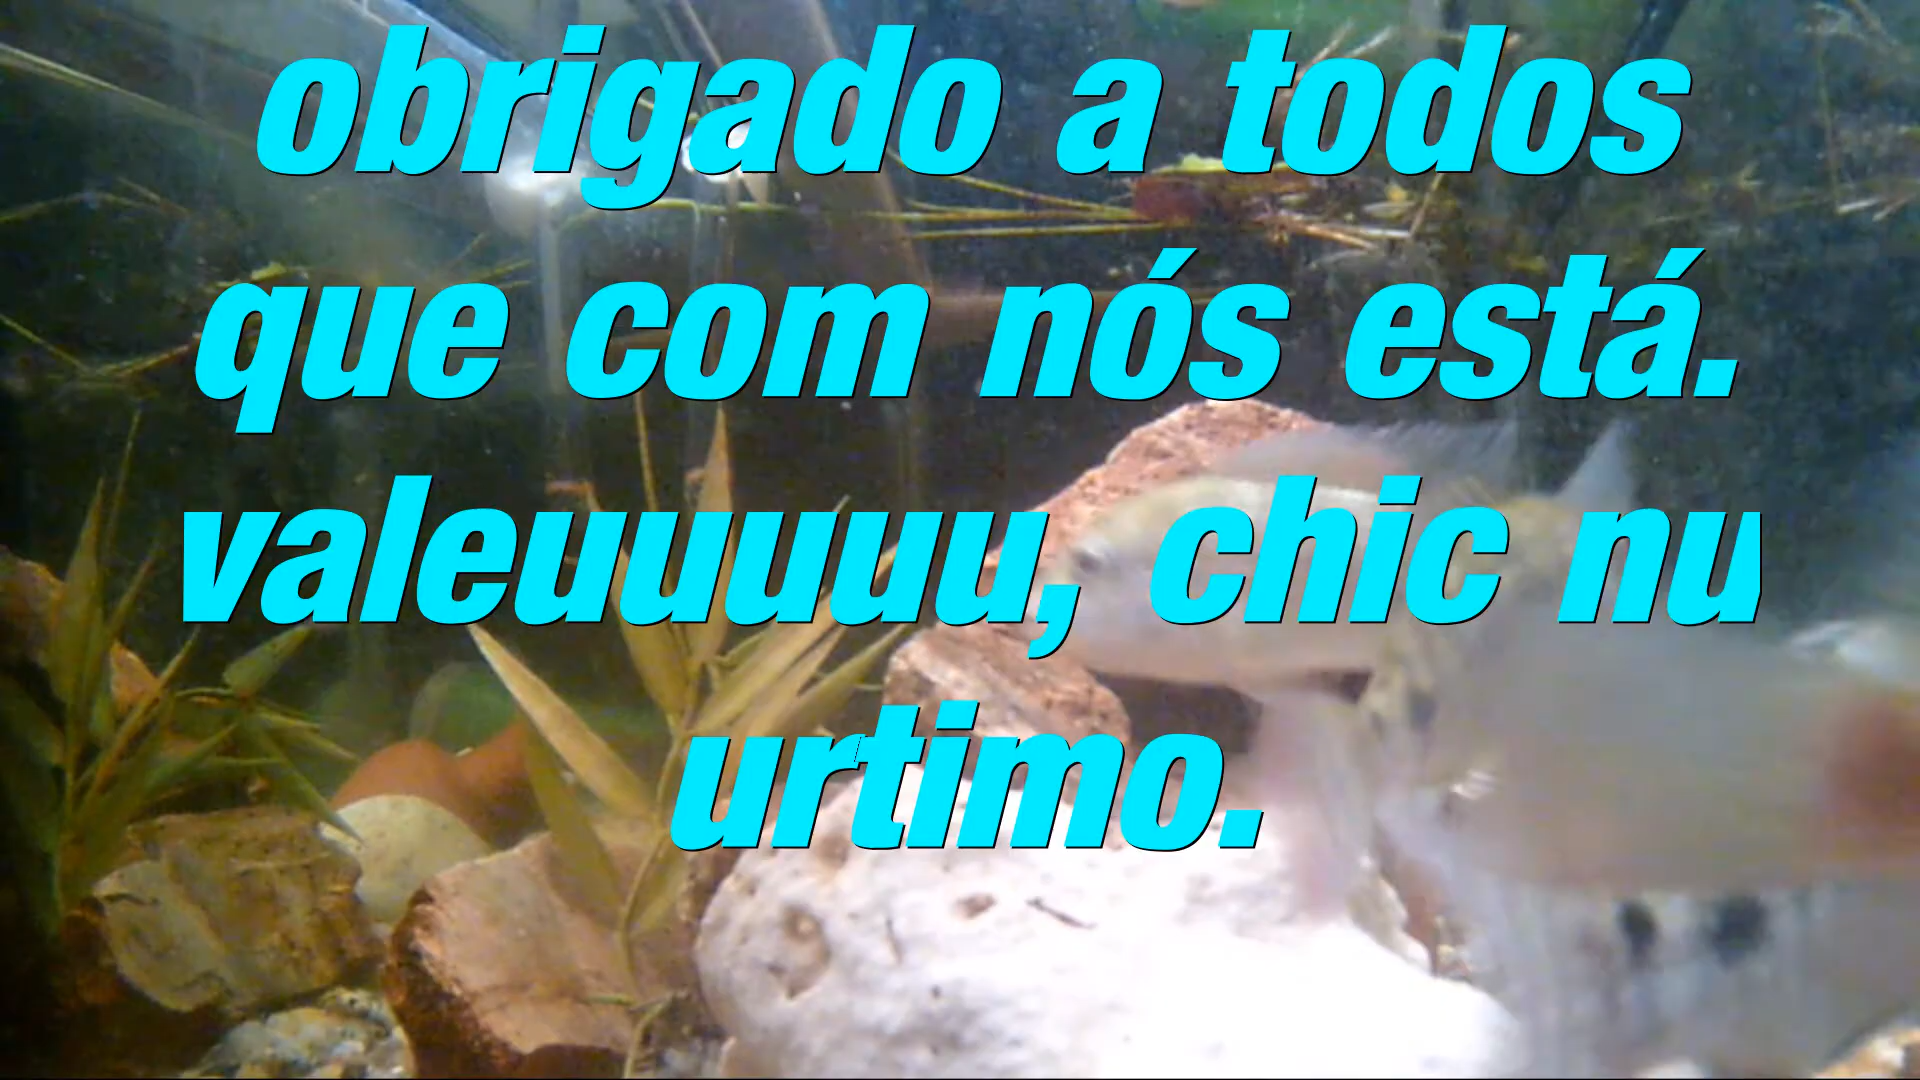 obrigado a todos
que com nós está.
valeuuuuu, chic nu
urtimo.